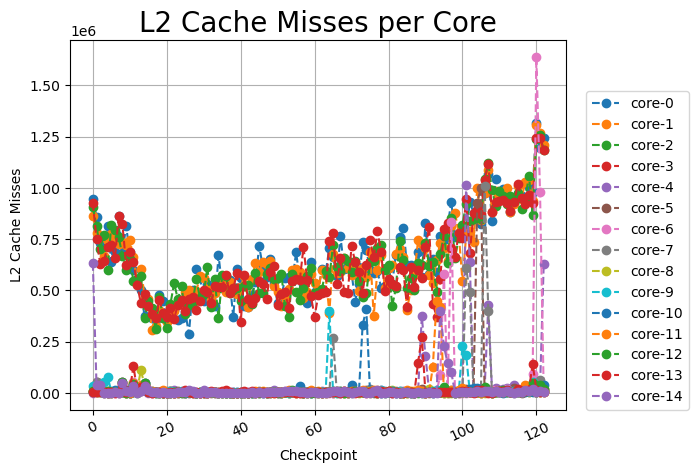 L2 Cache Misses per Core
1e6
1.50
1.25
1.00
0.75
0.50
0.25
0.00
L2 Cache Misses
0
20
40
60
80
100
120
Checkpoint
core-0
core-1
core-2
core-3
core-4
core-5
core-6
core-7
core-8
core-9
core-10
core-11
core-12
core-13
core-14